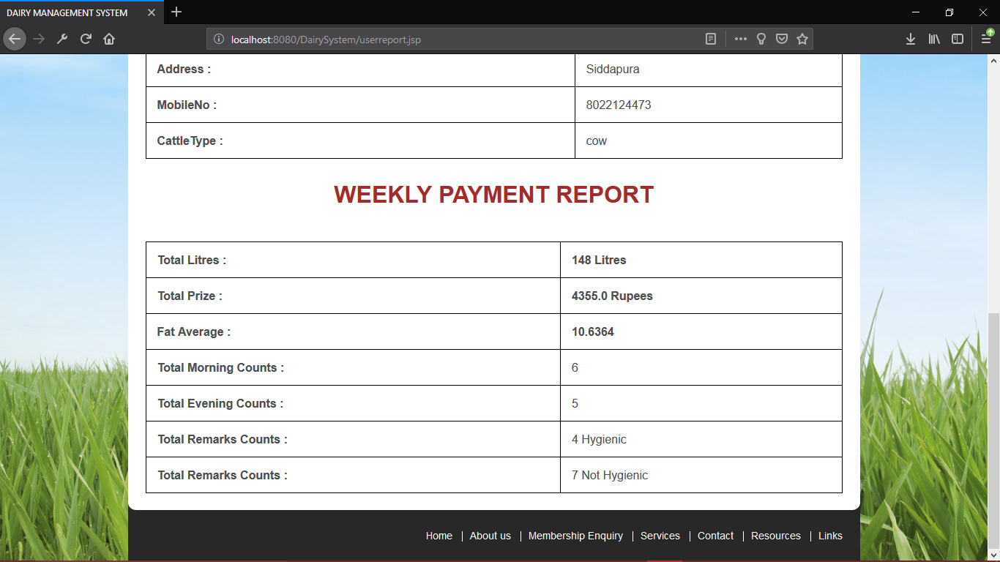 DAIRY MANAGEMENT SYSTEM
localhost:8080/DairySystem/userreport.jsp
Address : Siddapura
MobileNo : 8022124473
CattleType : cow
WEEKLY PAYMENT REPORT
Total Litres : 148 Litres
Total Prize : 4355.0 Rupees
Fat Average : 10.6364
Total Morning Counts : 6
Total Evening Counts : 5
Total Remarks Counts : 4 Hygienic
Total Remarks Counts : 7 Not Hygienic
Home | About us | Membership Enquiry | Services | Contact | Resources | Links